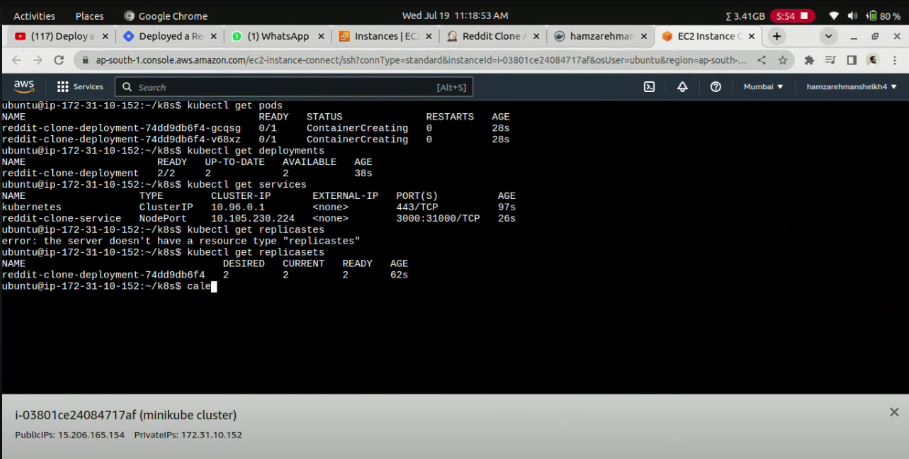 Activities Places Google Chrome Wed Jul 19 11:18:53 AM Σ 3.41GB 5:54 80 %
(117) Deploy a × Deployed a Re × (1) WhatsApp × Instances | EC2 × Reddit Clone A × hamzarehman × EC2 Instance C × +
ap-south-1.console.aws.amazon.com/ec2-instance-connect/ssh?connType=standard&instanceId=i-03801ce24084717af&osUser=ubuntu&region=ap-south-...
aws Services Search [Alt+S] Mumbai ▼ hamzarehmansheikh4 ▼
ubuntu@ip-172-31-10-152:~/k8s$ kubectl get pods
NAME READY STATUS RESTARTS AGE
reddit-clone-deployment-74dd9db6f4-gcqsg 0/1 ContainerCreating 0 28s
reddit-clone-deployment-74dd9db6f4-v68xz 0/1 ContainerCreating 0 28s
ubuntu@ip-172-31-10-152:~/k8s$ kubectl get deployments
NAME READY UP-TO-DATE AVAILABLE AGE
reddit-clone-deployment 2/2 2 2 38s
ubuntu@ip-172-31-10-152:~/k8s$ kubectl get services
NAME TYPE CLUSTER-IP EXTERNAL-IP PORT(S) AGE
kubernetes ClusterIP 10.96.0.1 <none> 443/TCP 97s
reddit-clone-service NodePort 10.105.230.224 <none> 3000:31000/TCP 26s
ubuntu@ip-172-31-10-152:~/k8s$ kubectl get replicastes
error: the server doesn't have a resource type "replicastes"
ubuntu@ip-172-31-10-152:~/k8s$ kubectl get replicasets
NAME DESIRED CURRENT READY AGE
reddit-clone-deployment-74dd9db6f4 2 2 2 62s
ubuntu@ip-172-31-10-152:~/k8s$ cale
i-03801ce24084717af (minikube cluster)
PublicIPs: 15.206.165.154 PrivateIPs: 172.31.10.152